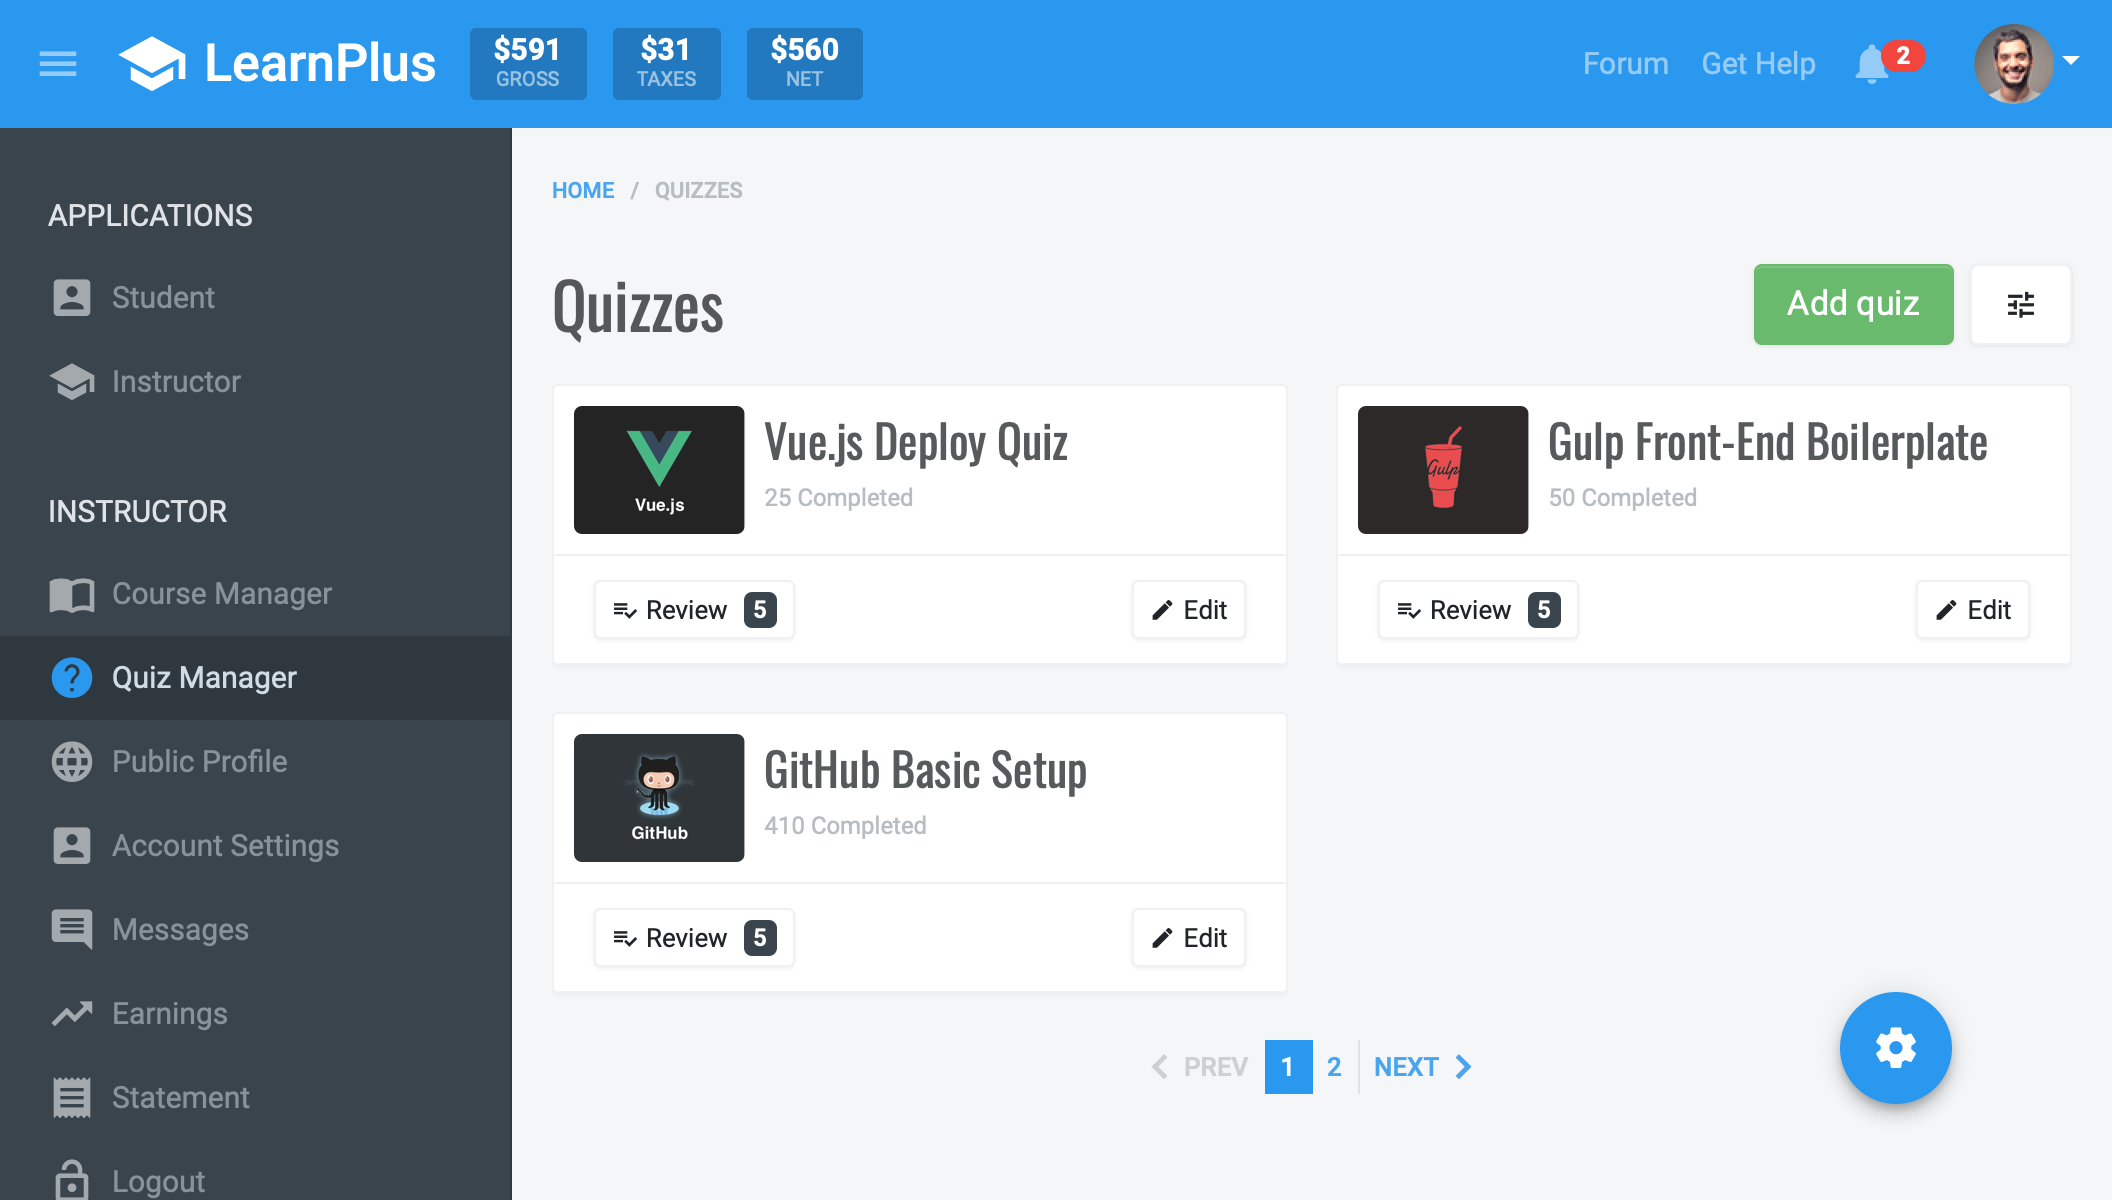 LearnPlus
$591
GROSS
$31
TAXES
$560
NET
Forum
Get Help
2
APPLICATIONS
Student
Instructor
INSTRUCTOR
Course Manager
Quiz Manager
Public Profile
Account Settings
Messages
Earnings
Statement
Logout
HOME / QUIZZES
Quizzes
Add quiz
Vue.js
Vue.js Deploy Quiz
25 Completed
Review 5
Edit
Gulp
Gulp Front-End Boilerplate
50 Completed
Review 5
Edit
GitHub
GitHub Basic Setup
410 Completed
Review 5
Edit
PREV 1 2 NEXT